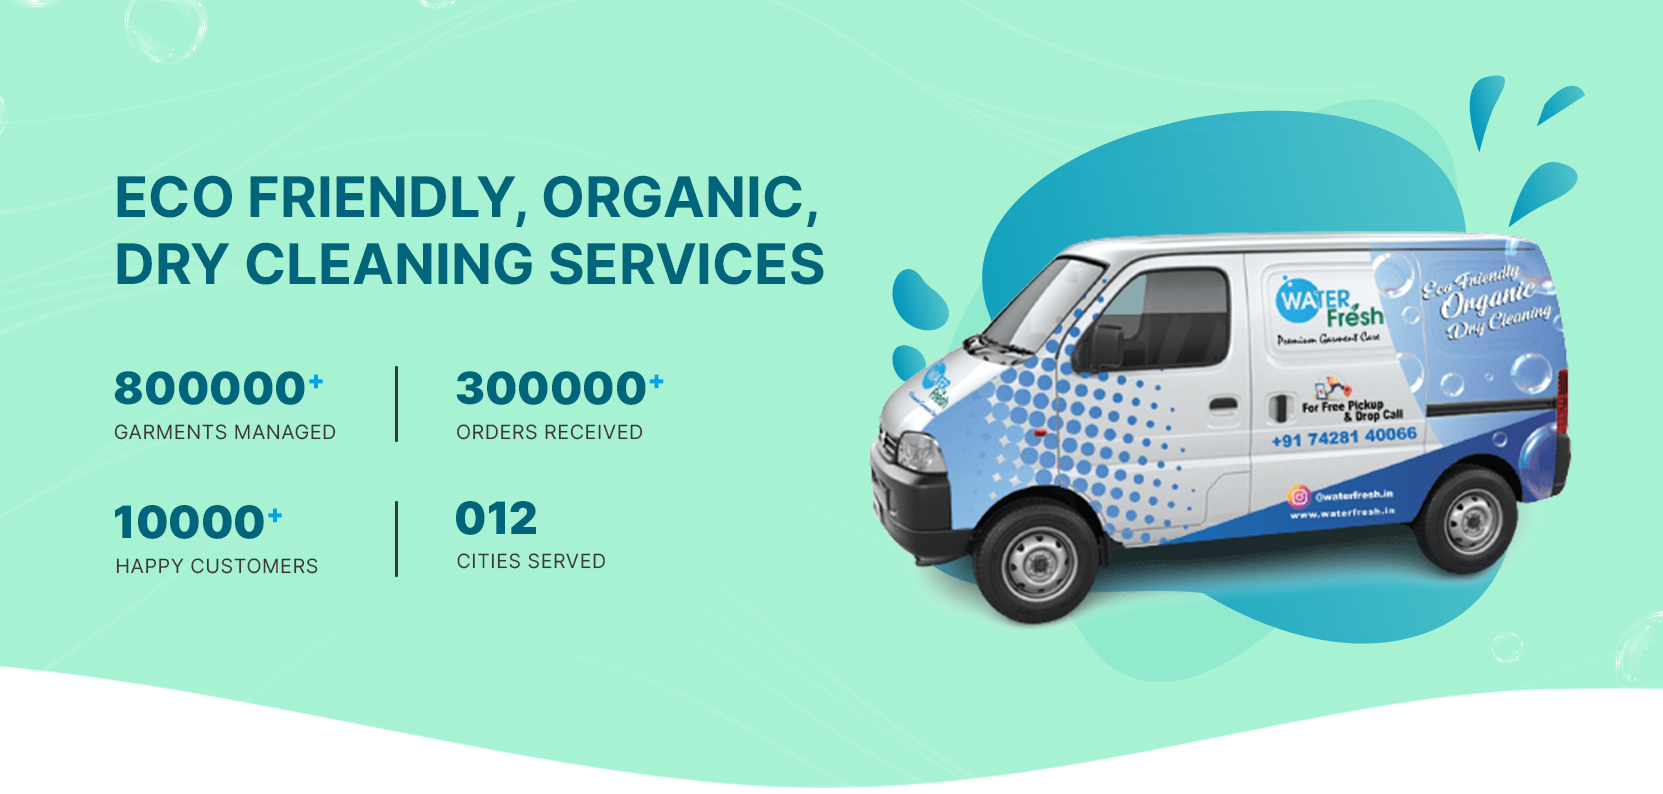 ECO FRIENDLY, ORGANIC,
DRY CLEANING SERVICES
800000+
GARMENTS MANAGED
300000+
ORDERS RECEIVED
10000+
HAPPY CUSTOMERS
012
CITIES SERVED
WATER
Fresh
Premium Garment Care
Eco Friendly
Organic
Dry Cleaning
For Free Pickup
& Drop Call
+91 74281 40066
@waterfresh.in
www.waterfresh.in
WATER
Fresh